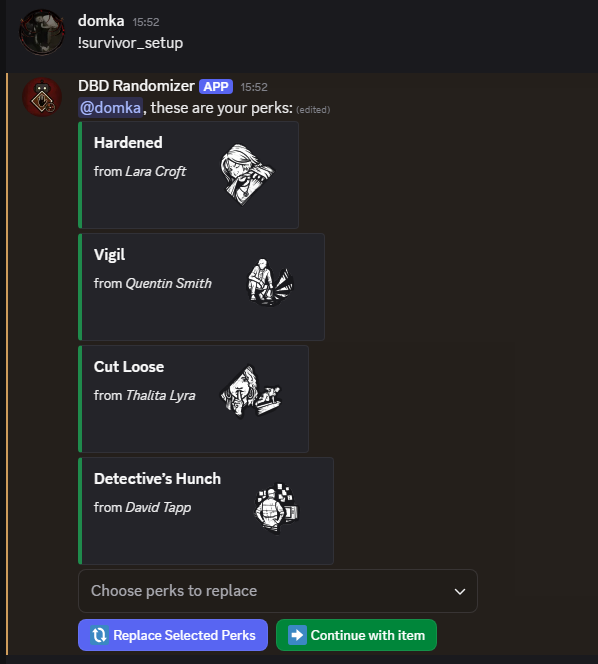 domka 15:52
!survivor_setup
DBD Randomizer APP 15:52
@domka, these are your perks: (edited)
Hardened
from Lara Croft
Vigil
from Quentin Smith
Cut Loose
from Thalita Lyra
Detective’s Hunch
from David Tapp
Choose perks to replace
Replace Selected Perks Continue with item